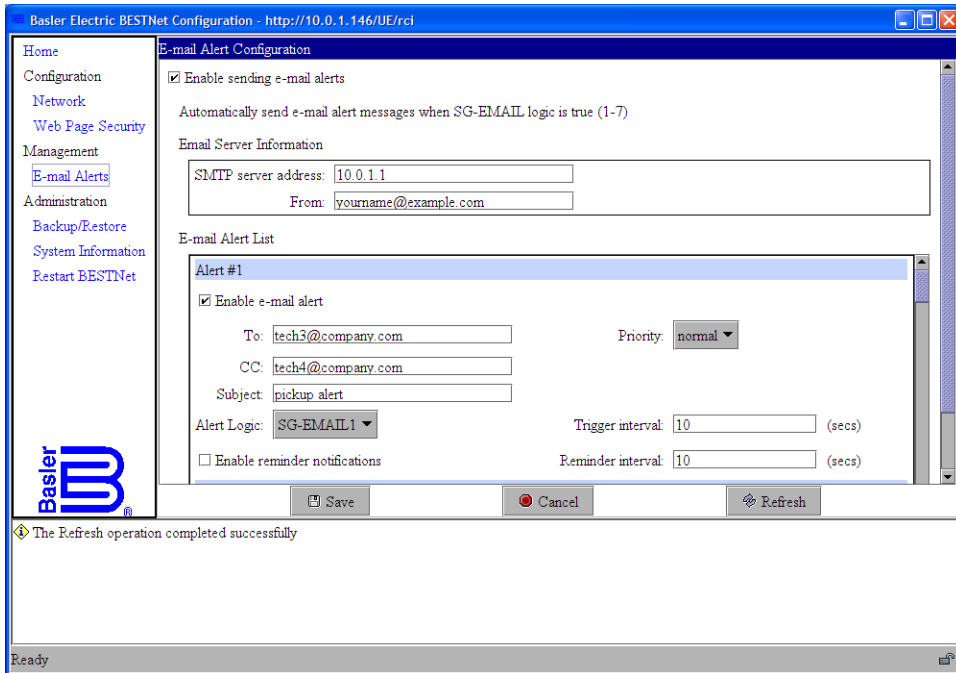 Basler Electric BESTNet Configuration - http://10.0.1.146/UE/rci
Home
Configuration
Network
Web Page Security
Management
E-mail Alerts
Administration
Backup/Restore
System Information
Restart BESTNet
Basler
®
E-mail Alert Configuration
Enable sending e-mail alerts
Automatically send e-mail alert messages when SG-EMAIL logic is true (1-7)
Email Server Information
SMTP server address: 10.0.1.1
From: yourname@example.com
E-mail Alert List
Alert #1
Enable e-mail alert
To: tech3@company.com Priority: normal
CC: tech4@company.com
Subject: pickup alert
Alert Logic: SG-EMAIL1 Trigger interval: 10 (secs)
Enable reminder notifications Reminder interval: 10 (secs)
Save Cancel Refresh
The Refresh operation completed successfully
Ready